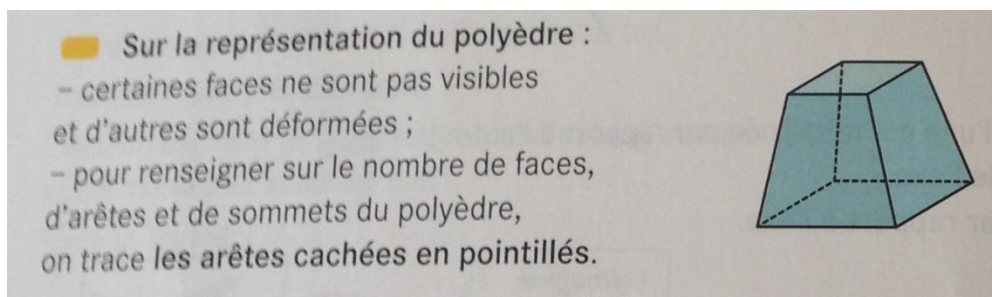 Sur la représentation du polyèdre :
– certaines faces ne sont pas visibles
et d'autres sont déformées ;
– pour renseigner sur le nombre de faces,
d'arêtes et de sommets du polyèdre,
on trace les arêtes cachées en pointillés.